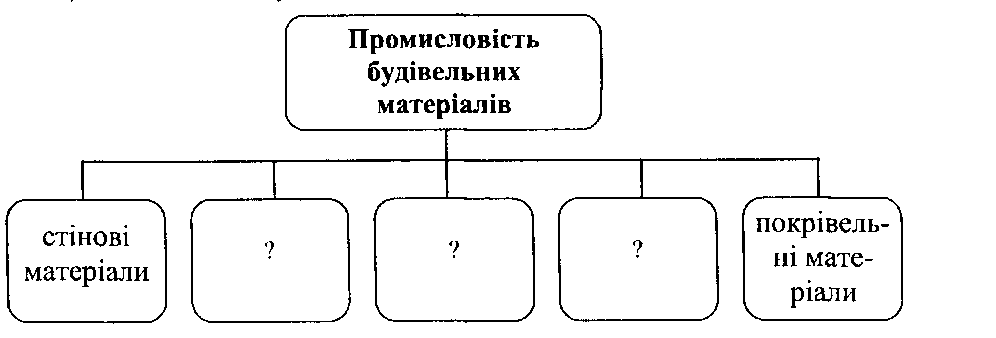 Промисловість
будівельних
матеріалів
стінові
матеріали
?
?
?
покрівель-
ні мате-
ріали